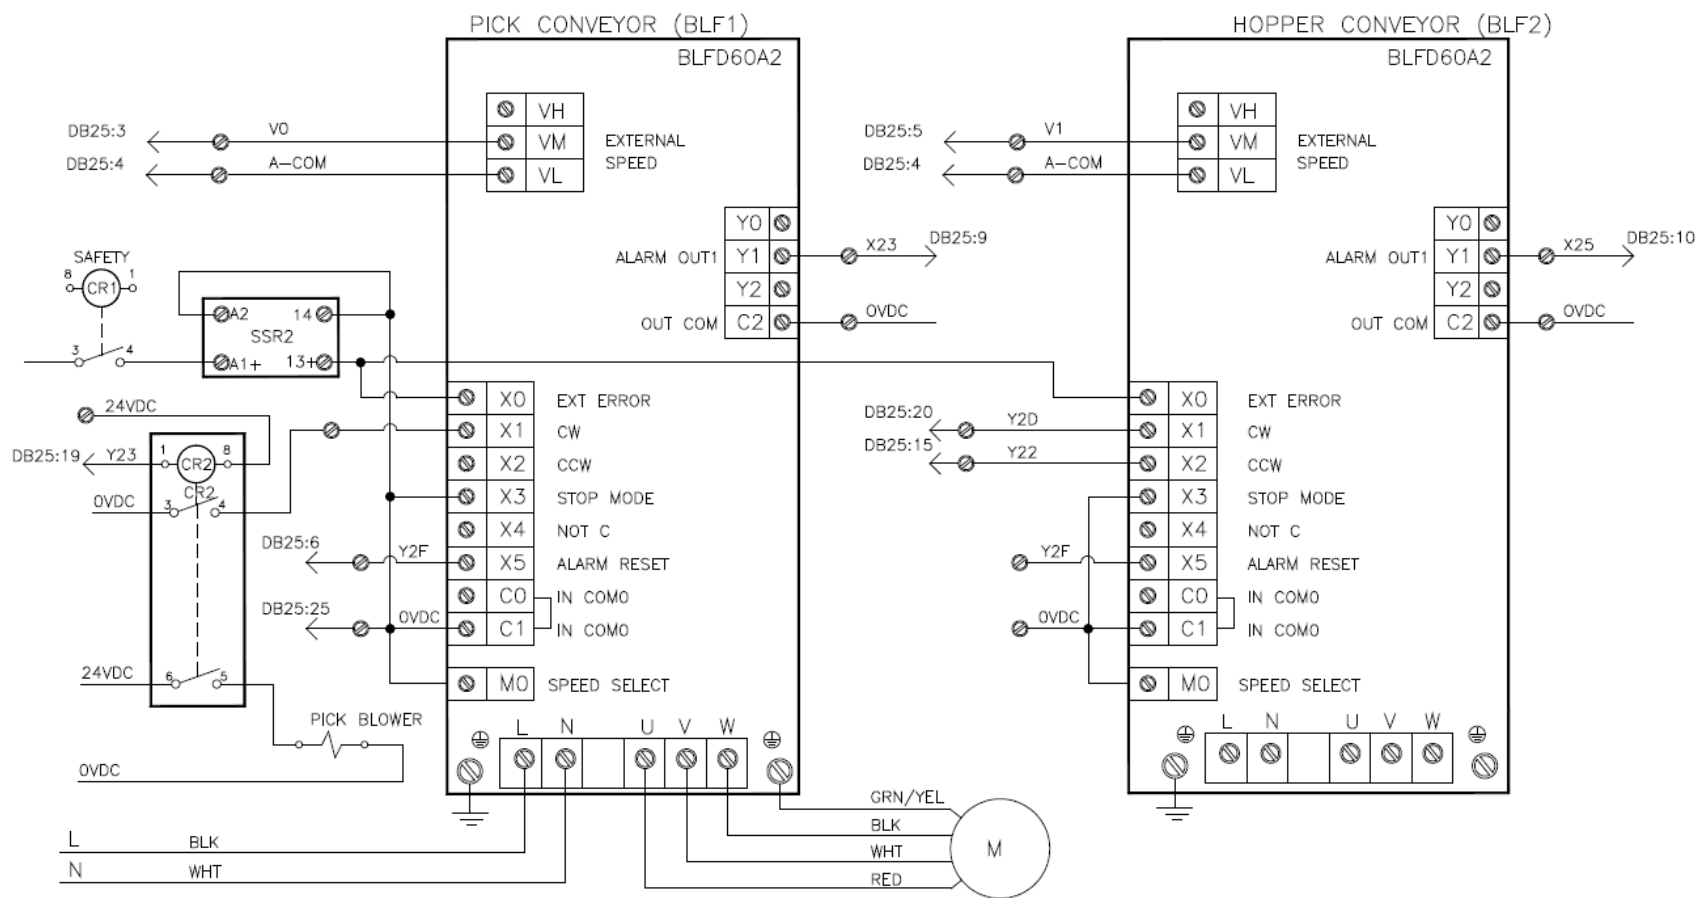 PICK CONVEYOR (BLF1)
BLFD60A2
VH
DB25:3
V0
VM
EXTERNAL
DB25:4
A-COM
VL
SPEED
Y0
ALARM OUT1
Y1
X23
DB25:9
Y2
OUT COM
C2
0VDC
SAFETY
8
1
CR1
3
4
A2
14
SSR2
A1+
13+
X0
EXT ERROR
24VDC
X1
CW
DB25:19
Y23
1
CR2
8
X2
CCW
CR2
0VDC
3
4
X3
STOP MODE
X4
NOT C
DB25:6
Y2F
X5
ALARM RESET
C0
IN COM0
DB25:25
0VDC
C1
IN COM0
24VDC
6
5
M0
SPEED SELECT
PICK BLOWER
0VDC
L
N
U
V
W
L
BLK
N
WHT
GRN/YEL
BLK
WHT
RED
M
HOPPER CONVEYOR (BLF2)
BLFD60A2
VH
DB25:5
V1
VM
EXTERNAL
DB25:4
A-COM
VL
SPEED
Y0
ALARM OUT1
Y1
X25
DB25:10
Y2
OUT COM
C2
0VDC
X0
EXT ERROR
DB25:20
Y2D
X1
CW
DB25:15
Y22
X2
CCW
X3
STOP MODE
X4
NOT C
Y2F
X5
ALARM RESET
C0
IN COM0
0VDC
C1
IN COM0
M0
SPEED SELECT
L
N
U
V
W